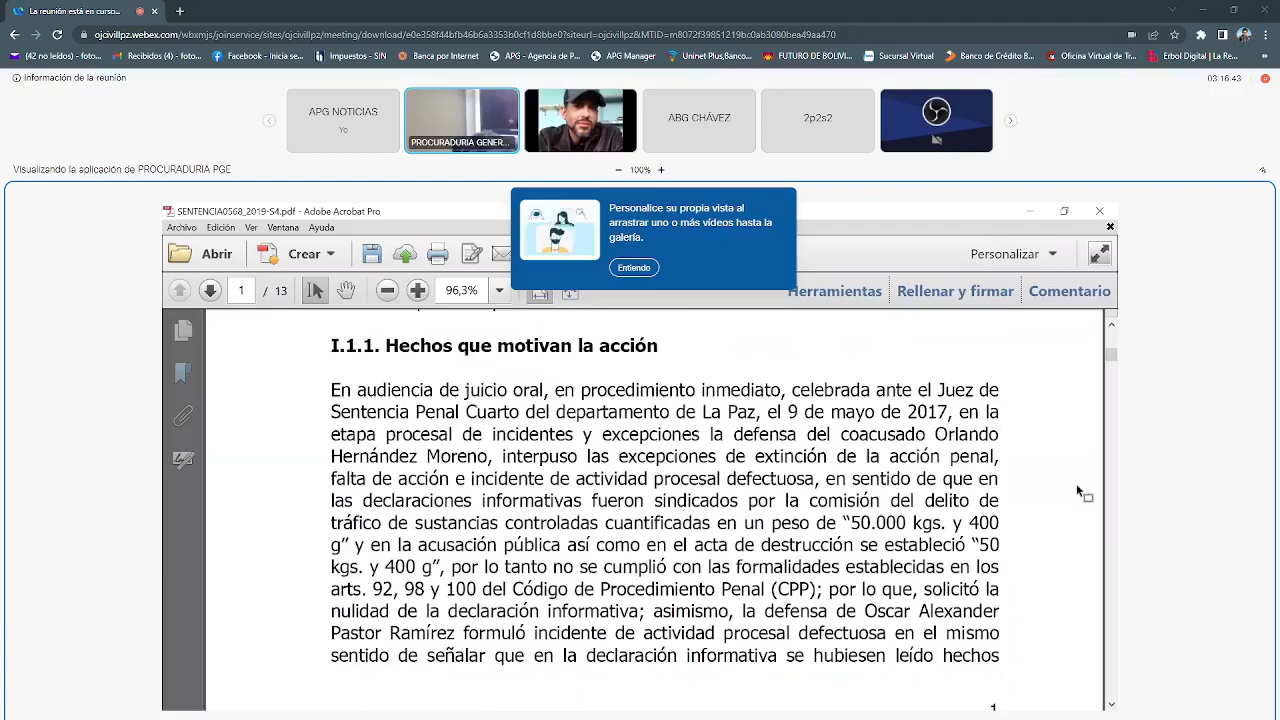 La reunión está en curso...
ojcivillpz.webex.com/wbxmjs/joinservice/sites/ojcivillpz/meeting/download/e0e358f44bfb46b6a3353b0cf1d8bbe0?siteurl=ojcivillpz&MTID=m8072f39851219bc0ab3080bea49aab70
(42 no leídos) - foto...
Recibidos (4) - foto...
Facebook - Inicia se...
Impuestos - SIN
Banca por Internet
APG - Agencia de P...
APG Manager
Uninet Plus,Banco...
FUTURO DE BOLIVI...
Sucursal Virtual
Banco de Crédito B...
Oficina Virtual de Tr...
Erbol Digital | La Re...
Información de la reunión
03:16:43
APG NOTICIAS
Yo
PROCURADURIA GENER...
ABG CHÁVEZ
2p2s2
Visualizando la aplicación de PROCURADURIA PGE
− 100% +
Personalice su propia vista al
arrastrar uno o más vídeos hasta la
galería.
Entiendo
SENTENCIA0568_2019-S4.pdf - Adobe Acrobat Pro
Archivo Edición Ver Ventana Ayuda
Abrir Crear Personalizar
1 / 13 96,3% Herramientas Rellenar y firmar Comentario
I.1.1. Hechos que motivan la acción
En audiencia de juicio oral, en procedimiento inmediato, celebrada ante el Juez de
Sentencia Penal Cuarto del departamento de La Paz, el 9 de mayo de 2017, en la
etapa procesal de incidentes y excepciones la defensa del coacusado Orlando
Hernández Moreno, interpuso las excepciones de extinción de la acción penal,
falta de acción e incidente de actividad procesal defectuosa, en sentido de que en
las declaraciones informativas fueron sindicados por la comisión del delito de
tráfico de sustancias controladas cuantificadas en un peso de “50.000 kgs. y 400
g” y en la acusación pública así como en el acta de destrucción se estableció “50
kgs. y 400 g”, por lo tanto no se cumplió con las formalidades establecidas en los
arts. 92, 98 y 100 del Código de Procedimiento Penal (CPP); por lo que, solicitó la
nulidad de la declaración informativa; asimismo, la defensa de Oscar Alexander
Pastor Ramírez formuló incidente de actividad procesal defectuosa en el mismo
sentido de señalar que en la declaración informativa se hubiesen leído hechos
1